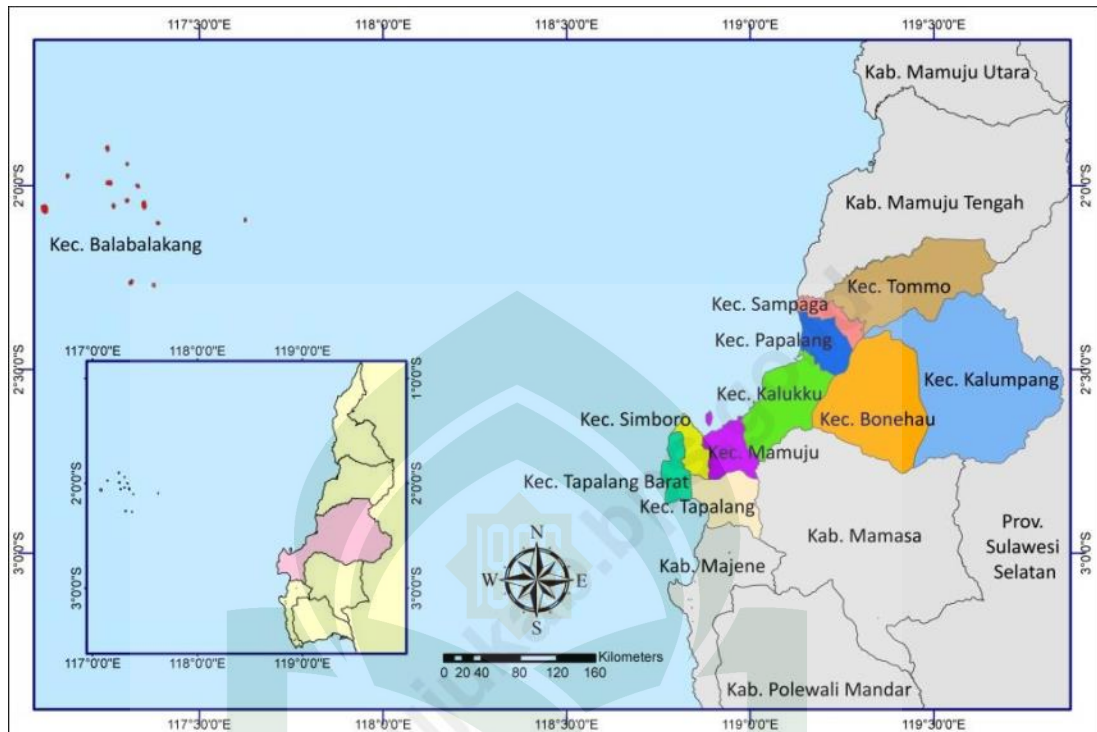 117°30'0"E 118°0'0"E 118°30'0"E 119°0'0"E 119°30'0"E
Kab. Mamuju Utara
2°0'0"S
2°0'0"S
Kab. Mamuju Tengah
Kec. Balabalakang
Kec. Tommo
Kec. Sampaga
Kec. Papalang
2°30'0"S
2°30'0"S
Kec. Kalumpang
Kec. Kalukku
Kec. Simboro
Kec. Bonehau
Kec. Mamuju
Kec. Tapalang Barat
Kec. Tapalang
Kab. Mamasa
Prov.
Sulawesi
Selatan
3°0'0"S
3°0'0"S
Kab. Majene
Kab. Polewali Mandar
117°0'0"E 118°0'0"E 119°0'0"E
1°0'0"S
2°0'0"S
2°0'0"S
3°0'0"S
3°0'0"S
117°0'0"E 118°0'0"E 119°0'0"E
N
W E
S
Kilometers
0 20 40 80 120 160
117°30'0"E 118°0'0"E 118°30'0"E 119°0'0"E 119°30'0"E